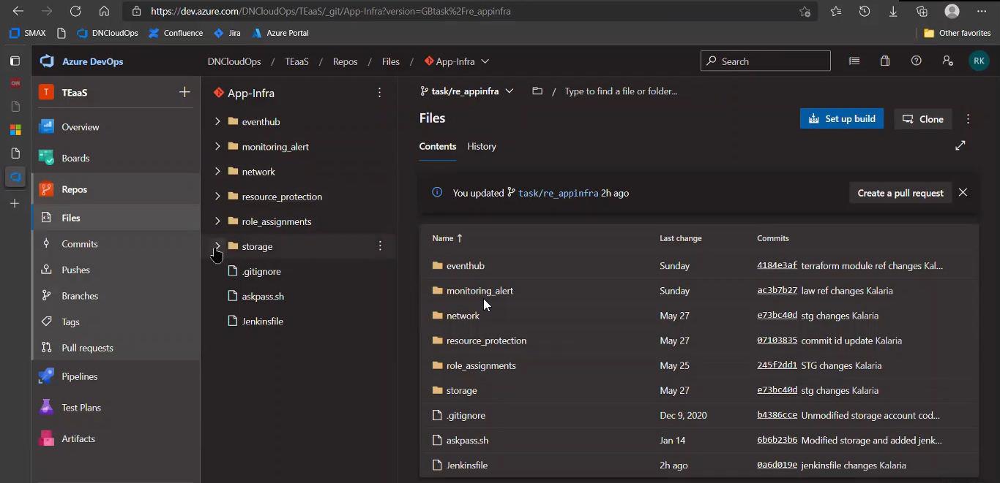 https://dev.azure.com/DNCloudOps/TEaaS/_git/App-Infra?version=GBtask%2Fre_appinfra
SMAX DNCloudOps Confluence Jira Azure Portal Other favorites
Azure DevOps DNCloudOps / TEaaS / Repos / Files / App-Infra Search RK
T TEaaS
Overview
Boards
Repos
Files
Commits
Pushes
Branches
Tags
Pull requests
Pipelines
Test Plans
Artifacts
App-Infra
eventhub
monitoring_alert
network
resource_protection
role_assignments
storage
.gitignore
askpass.sh
Jenkinsfile
task/re_appinfra / Type to find a file or folder...
Files Set up build Clone
Contents History
You updated task/re_appinfra 2h ago Create a pull request
Name ↑ Last change Commits
eventhub Sunday 4184e3af terraform module ref changes Kal...
monitoring_alert Sunday ac3b7b27 law ref changes Kalaria
network May 27 e73bc40d stg changes Kalaria
resource_protection May 27 07103835 commit id update Kalaria
role_assignments May 25 245f2dd1 STG changes Kalaria
storage May 27 e73bc40d stg changes Kalaria
.gitignore Dec 9, 2020 b4386cce Unmodified storage account cod...
askpass.sh Jan 14 6b6b23b6 Modified storage and added jenk...
Jenkinsfile 2h ago 0a6d019e jenkinsfile changes Kalaria